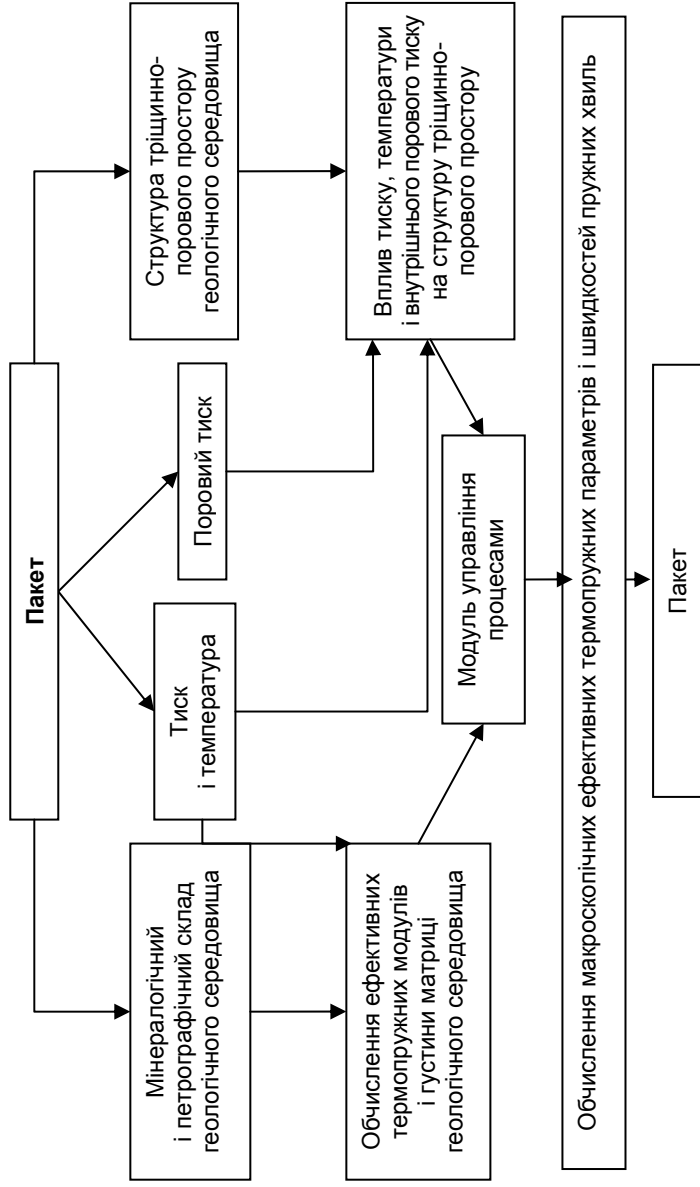 Пакет
Мінералогічний
і петрографічний склад
геологічного середовища
Тиск
і температура
Поровий тиск
Структура тріщинно-
порового простору
геологічного середовища
Обчислення ефективних
термопружних модулів
і густини матриці
геологічного середовища
Вплив тиску, температури
і внутрішнього порового тиску
на структуру тріщинно-
порового простору
Модуль управління
процесами
Обчислення макроскопічних ефективних термопружних параметрів і швидкостей пружних хвиль
Пакет